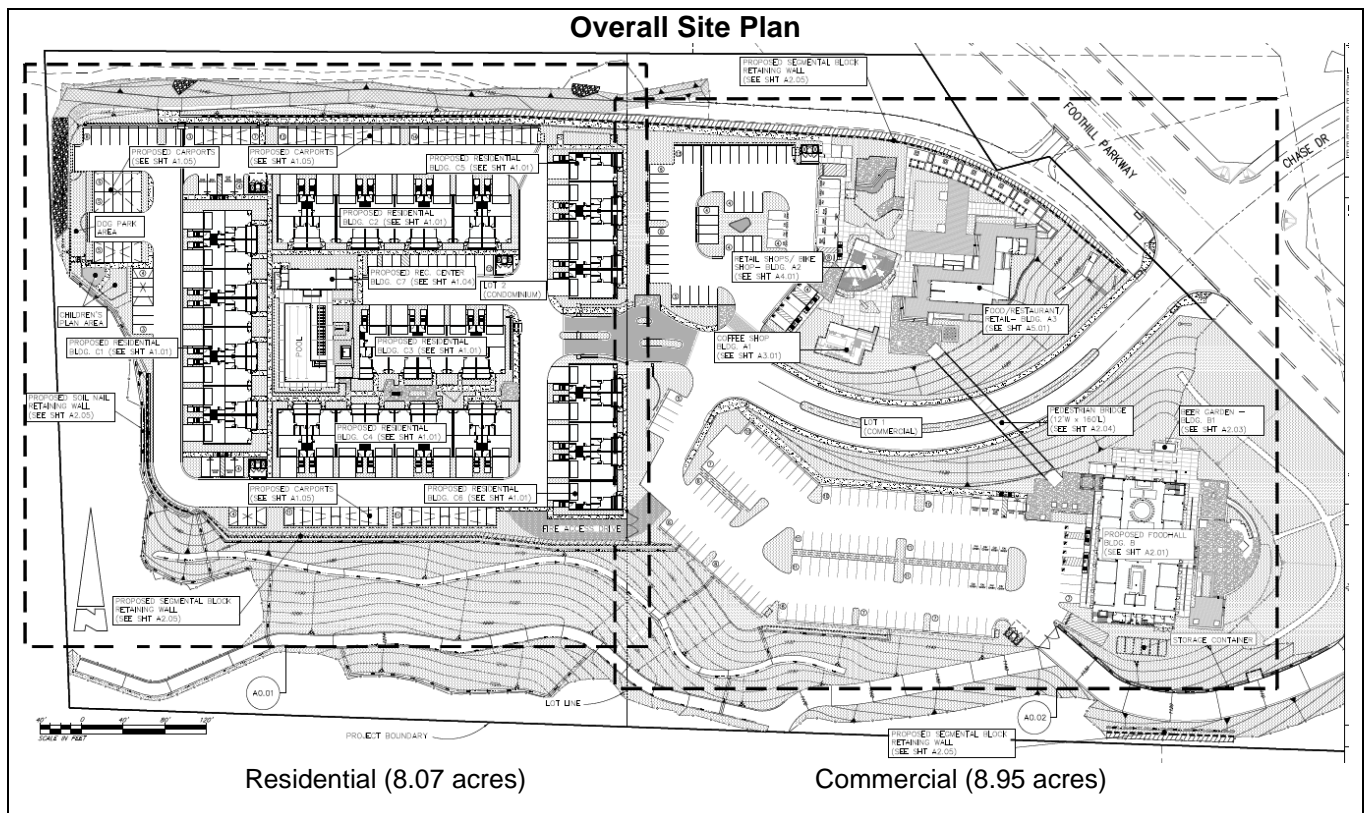 Overall Site Plan
PROPOSED SEGMENTAL BLOCK
RETAINING WALL
(SEE SHT A2.05)
FOOTHILL PARKWAY
CHASE DR
PROPOSED CARPORTS
(SEE SHT A1.05)
PROPOSED CARPORTS
(SEE SHT A1.05)
PROPOSED RESIDENTIAL
BLDG. C5 (SEE SHT A1.01)
DOG PARK
AREA
PROPOSED RESIDENTIAL
BLDG. C2 (SEE SHT A1.01)
RETAIL SHOPS/ BIKE
SHOP- BLDG. A2
(SEE SHT A4.01)
PROPOSED REC. CENTER
BLDG. C7 (SEE SHT A1.04)
LOT 2
(CONDOMINIUM)
CHILDREN'S
PLAN AREA
FOOD/RESTAURANT/
RETAIL- BLDG. A3
(SEE SHT A5.01)
PROPOSED RESIDENTIAL
BLDG. C1 (SEE SHT A1.01)
POOL
PROPOSED RESIDENTIAL
BLDG. C3 (SEE SHT A1.01)
COFFEE SHOP
BLDG. A1
(SEE SHT A3.01)
PROPOSED SOIL NAIL
RETAINING WALL
(SEE SHT A2.05)
PROPOSED RESIDENTIAL
BLDG. C4 (SEE SHT A1.01)
LOT 1
(COMMERCIAL)
PEDESTRIAN BRIDGE
(12'W x 160'L)
(SEE SHT A2.04)
BEER GARDEN -
BLDG. B1
(SEE SHT A2.03)
PROPOSED CARPORTS
(SEE SHT A1.05)
PROPOSED RESIDENTIAL
BLDG. C6 (SEE SHT A1.01)
FIRE ACCESS DRIVE
PROPOSED FOODHALL
BLDG. B
(SEE SHT A2.01)
PROPOSED SEGMENTAL BLOCK
RETAINING WALL
(SEE SHT A2.05)
STORAGE CONTAINER
N
A0.01
LOT LINE
A0.02
40' 0 40' 80' 120'
SCALE IN FEET
PROJECT BOUNDARY
PROPOSED SEGMENTAL BLOCK
RETAINING WALL
(SEE SHT A2.05)
Residential (8.07 acres)
Commercial (8.95 acres)